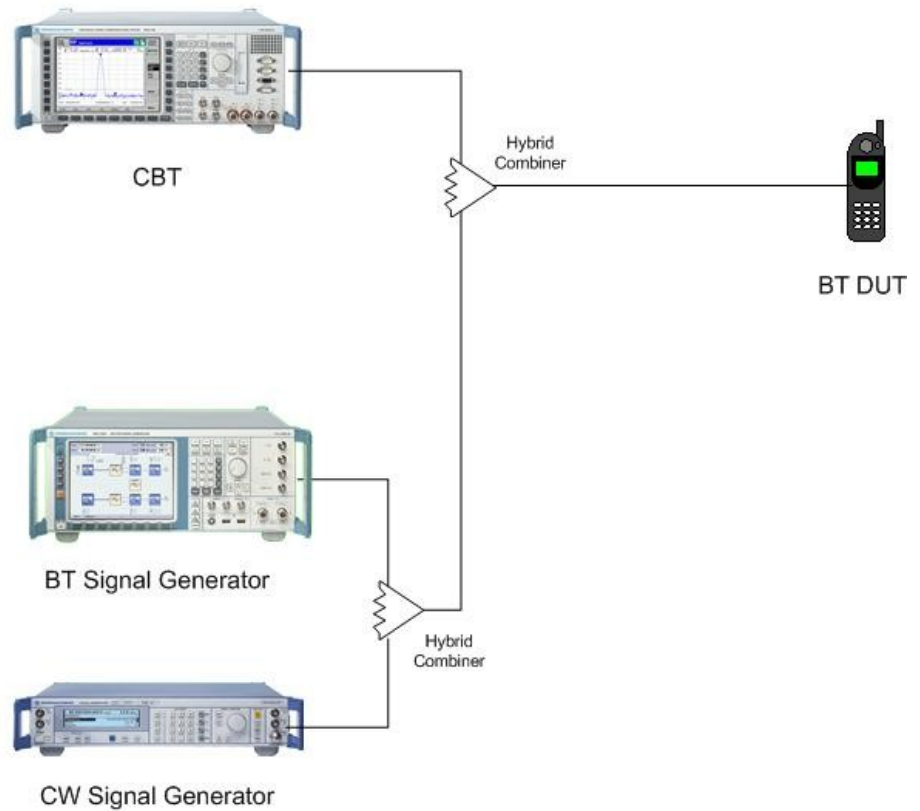 CBT
Hybrid
Combiner
BT DUT
BT Signal Generator
Hybrid
Combiner
CW Signal Generator